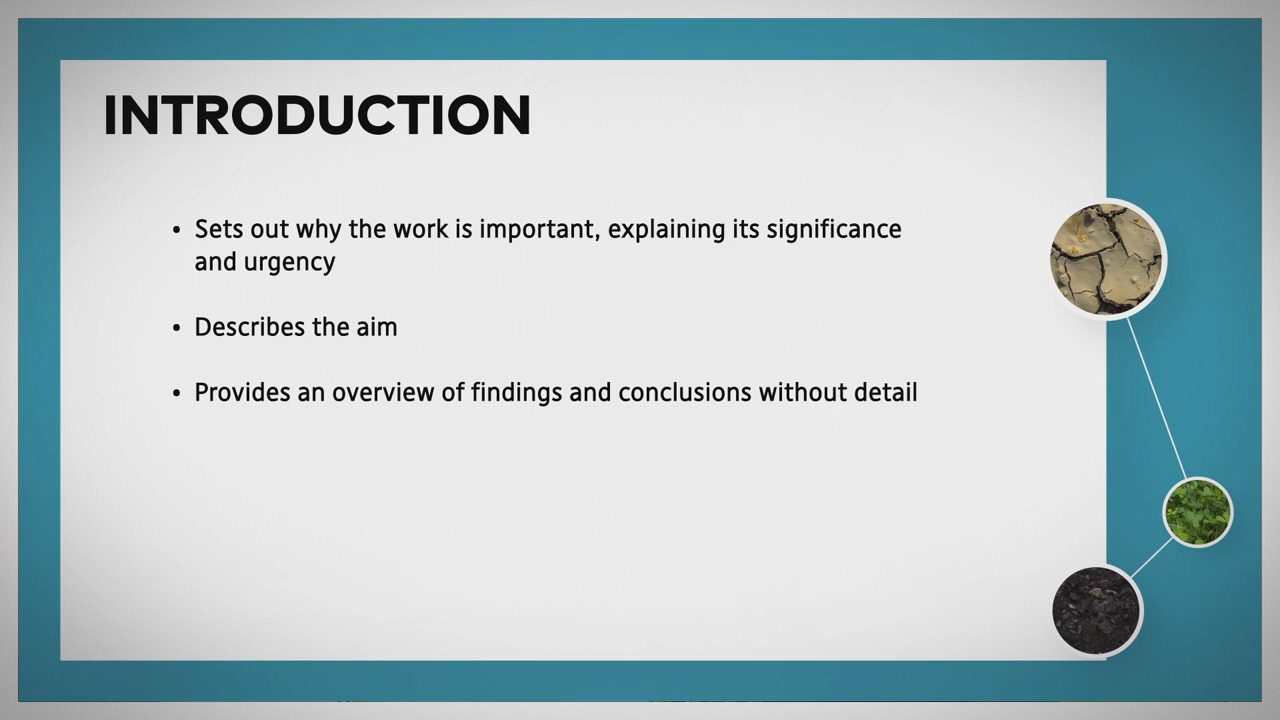 INTRODUCTION
• Sets out why the work is important, explaining its significance
and urgency
• Describes the aim
• Provides an overview of findings and conclusions without detail